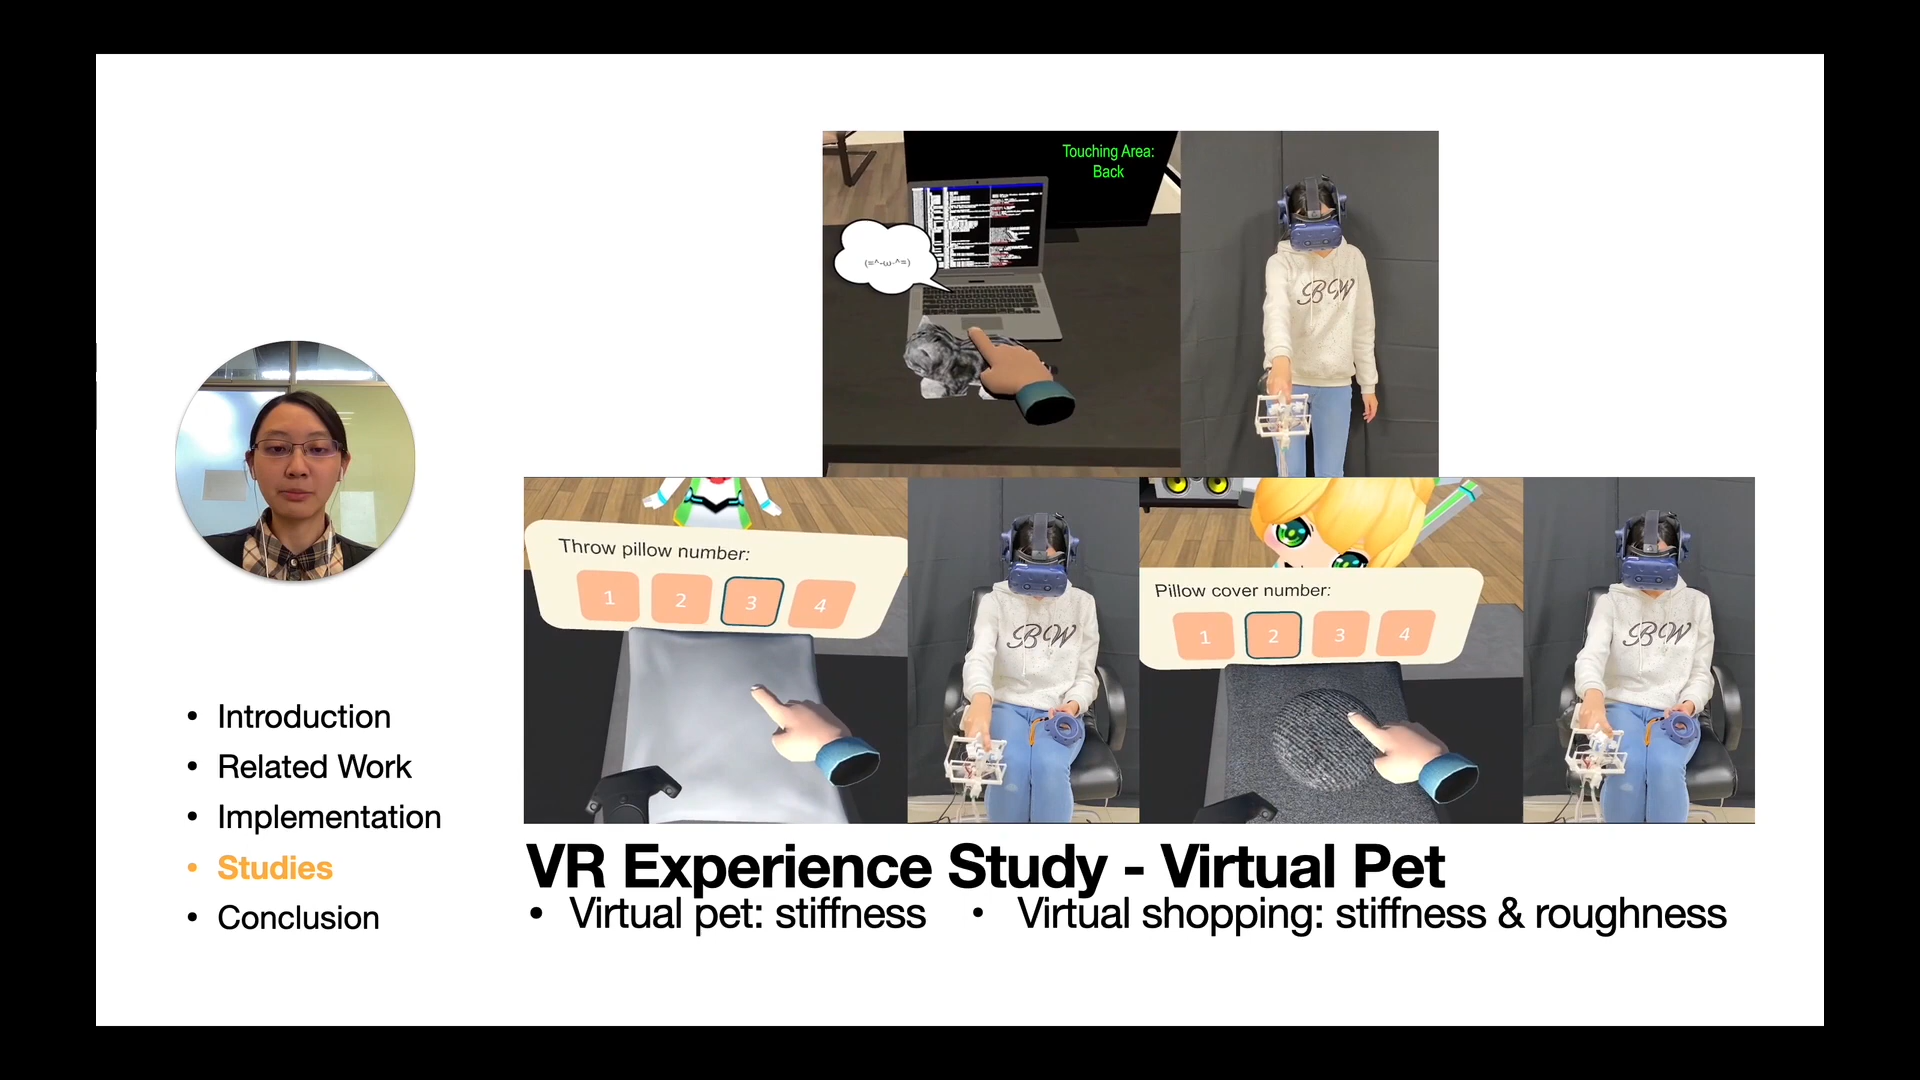 Touching Area:
Back
(=^-ω-^=)
BW
Throw pillow number:
1 2 3 4
BW
Pillow cover number:
1 2 3 4
BW
• Introduction
• Related Work
• Implementation
• Studies
• Conclusion
VR Experience Study - Virtual Pet
• Virtual pet: stiffness • Virtual shopping: stiffness & roughness